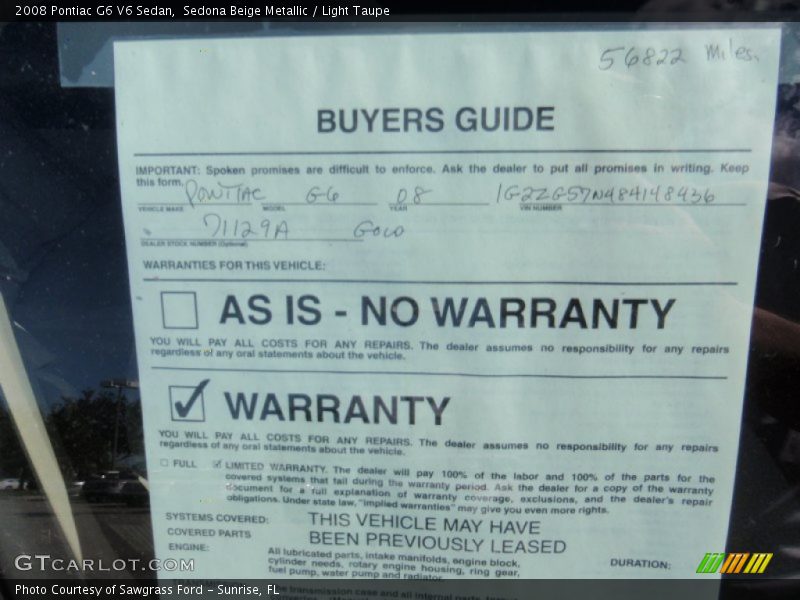 2008 Pontiac G6 V6 Sedan, Sedona Beige Metallic / Light Taupe
56822 Miles.
BUYERS GUIDE
IMPORTANT: Spoken promises are difficult to enforce. Ask the dealer to put all promises in writing. Keep
this form.
PONTIAC G6 08 1G2ZG57N484148436
VEHICLE MAKE MODEL YEAR VIN NUMBER
71129A GOLD
DEALER STOCK NUMBER (Optional)
WARRANTIES FOR THIS VEHICLE:
AS IS - NO WARRANTY
YOU WILL PAY ALL COSTS FOR ANY REPAIRS. The dealer assumes no responsibility for any repairs
regardless of any oral statements about the vehicle.
WARRANTY
YOU WILL PAY ALL COSTS FOR ANY REPAIRS. The dealer assumes no responsibility for any repairs
regardless of any oral statements about the vehicle.
FULL LIMITED WARRANTY. The dealer will pay 100% of the labor and 100% of the parts for the
covered systems that fail during the warranty period. Ask the dealer for a copy of the warranty
document for a full explanation of warranty coverage, exclusions, and the dealer's repair
obligations. Under state law, "implied warranties" may give you even more rights.
SYSTEMS COVERED: THIS VEHICLE MAY HAVE
COVERED PARTS BEEN PREVIOUSLY LEASED
ENGINE: DURATION:
All lubricated parts, intake manifolds, engine block,
cylinder heeds, rotary engine housing, ring gear,
fuel pump, water pump and radiator
GTCARLOT.COM
transmission case and all internal parts,
Photo Courtesy of Sawgrass Ford - Sunrise, FL